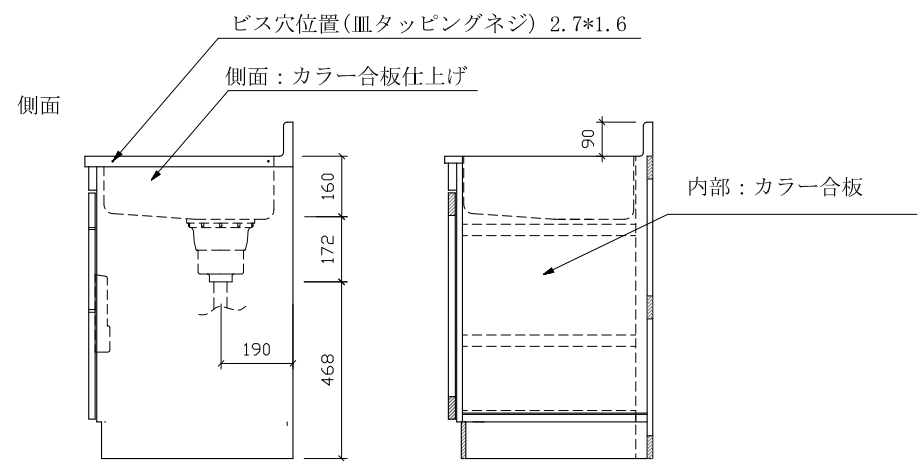 ビス穴位置(皿タッピングネジ) 2.7*1.6
側面：カラー合板仕上げ
側面
90
160
内部：カラー合板
172
190
468